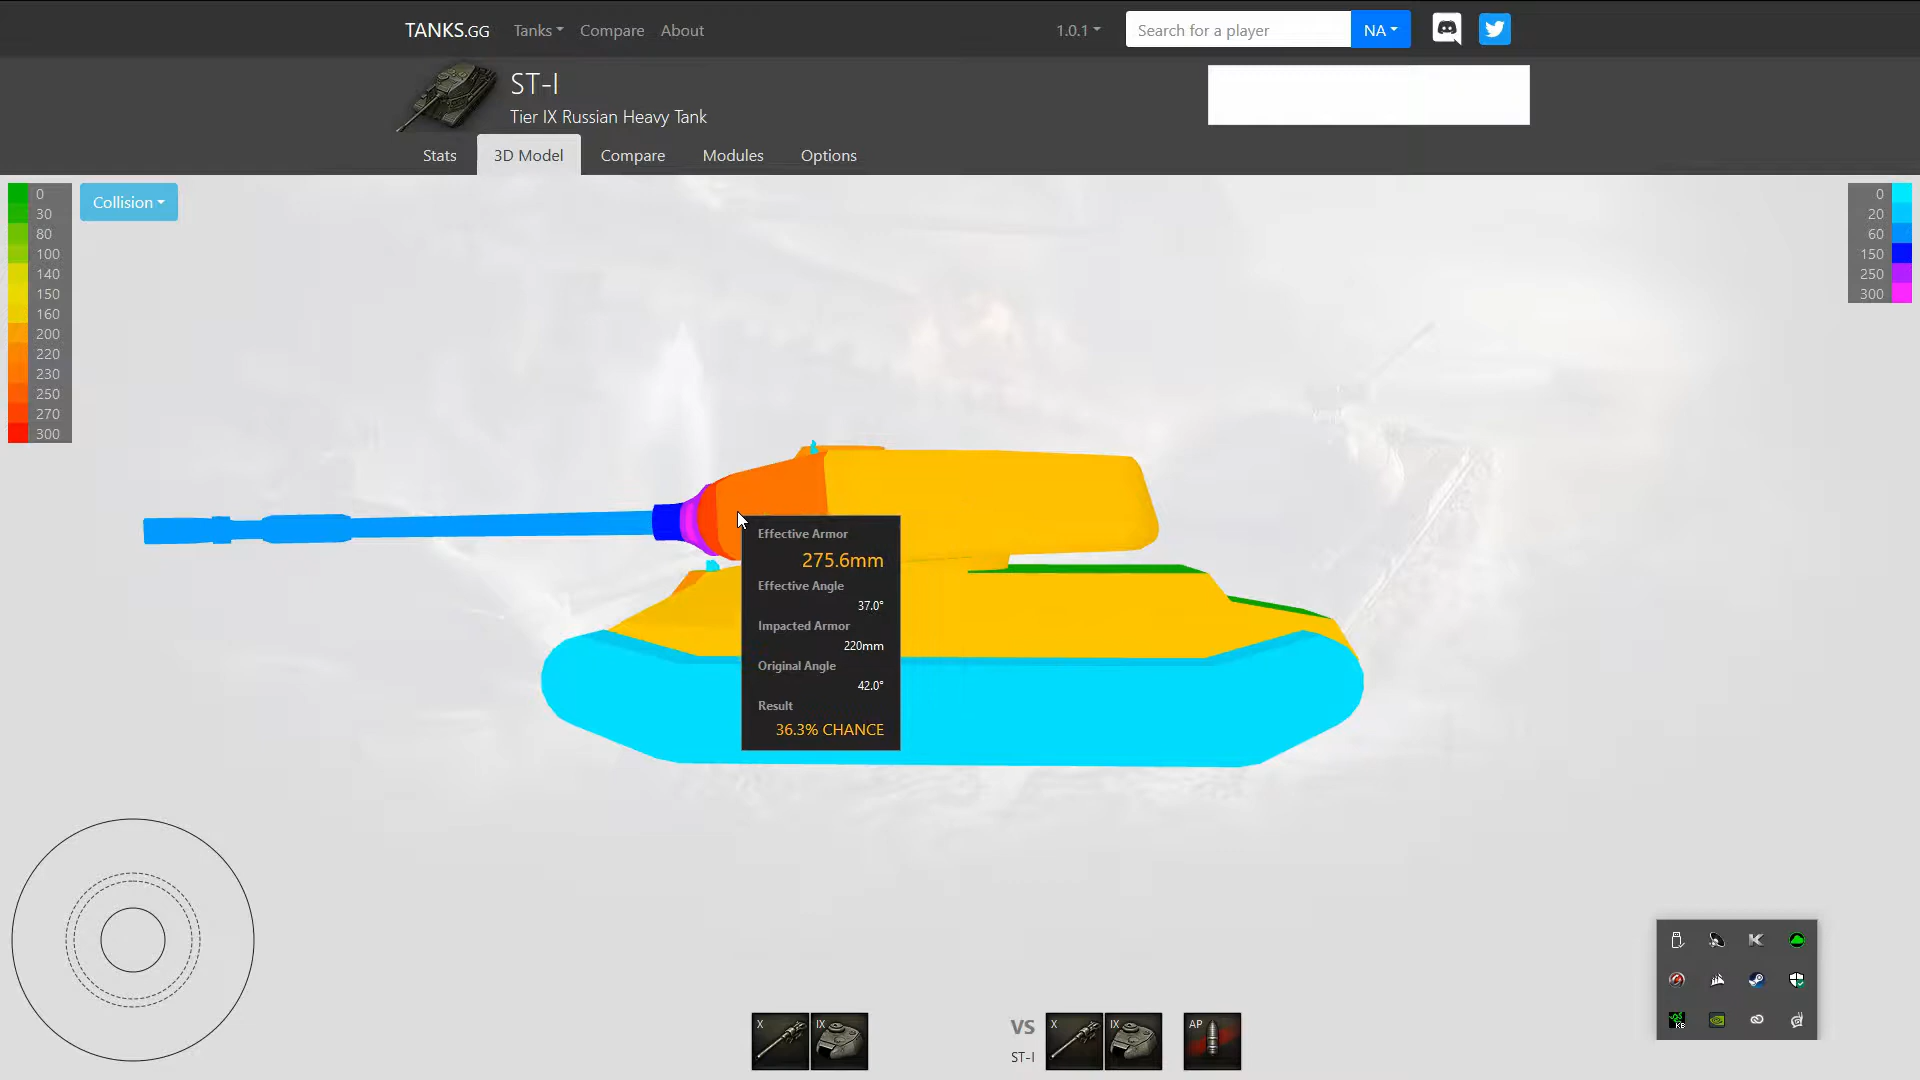 TANKS.GG Tanks Compare About 1.0.1 Search for a player NA
ST-I
Tier IX Russian Heavy Tank
Stats 3D Model Compare Modules Options
Collision
0
30
80
100
140
150
160
200
220
230
250
270
300
0
20
60
150
250
300
Effective Armor
275.6mm
Effective Angle
37.0°
Impacted Armor
220mm
Original Angle
42.0°
Result
36.3% CHANCE
X IX VS X IX AP
ST-I